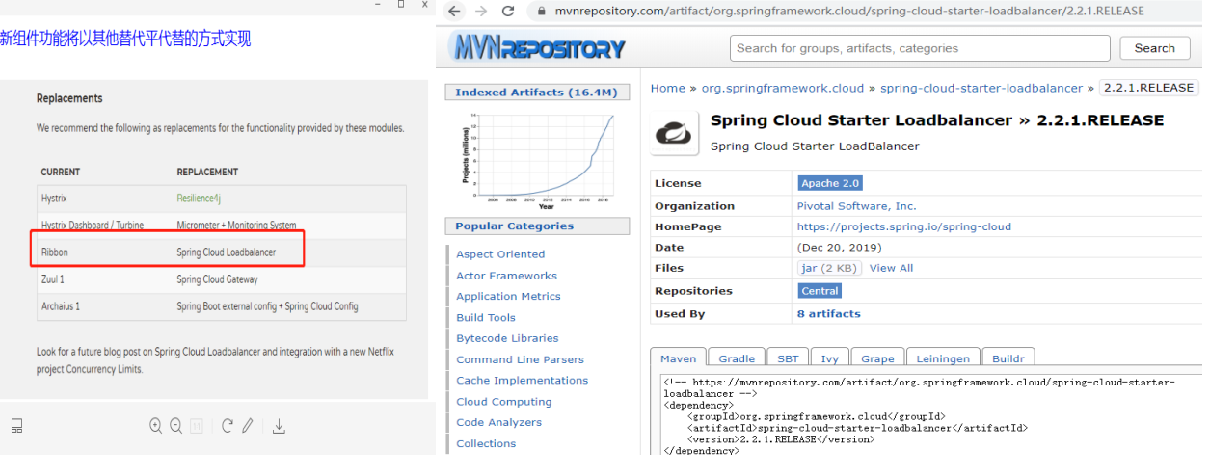 新组件功能将以其他替代平代替的方式实现
Replacements
We recommend the following as replacements for the functionality provided by these modules.
CURRENT REPLACEMENT
Hystrix Resilience4j
Hystrix Dashboard / Turbine Micrometer + Monitoring System
Ribbon Spring Cloud Loadbalancer
Zuul 1 Spring Cloud Gateway
Archaius 1 Spring Boot external config + Spring Cloud Config
Look for a future blog post on Spring Cloud Loadbalancer and integration with a new Netflix
project Concurrency Limits.
mvnrepository.com/artifact/org.springframework.cloud/spring-cloud-starter-loadbalancer/2.2.1.RELEASE
MVNREPOSITORY
Search for groups, artifacts, categories
Search
Indexed Artifacts (16.4M)
Projects (millions)
Year
Popular Categories
Aspect Oriented
Actor Frameworks
Application Metrics
Build Tools
Bytecode Libraries
Command Line Parsers
Cache Implementations
Cloud Computing
Code Analyzers
Collections
Home » org.springframework.cloud » spring-cloud-starter-loadbalancer » 2.2.1.RELEASE
Spring Cloud Starter Loadbalancer » 2.2.1.RELEASE
Spring Cloud Starter LoadBalancer
License Apache 2.0
Organization Pivotal Software, Inc.
HomePage https://projects.spring.io/spring-cloud
Date (Dec 20, 2019)
Files jar (2 KB) View All
Repositories Central
Used By 8 artifacts
Maven Gradle SBT Ivy Grape Leiningen Buildr
<!-- https://mvnrepository.com/artifact/org.springframework.cloud/spring-cloud-starter-
loadbalancer -->
<dependency>
<groupId>org.springframework.cloud</groupId>
<artifactId>spring-cloud-starter-loadbalancer</artifactId>
<version>2.2.1.RELEASE</version>
</dependency>